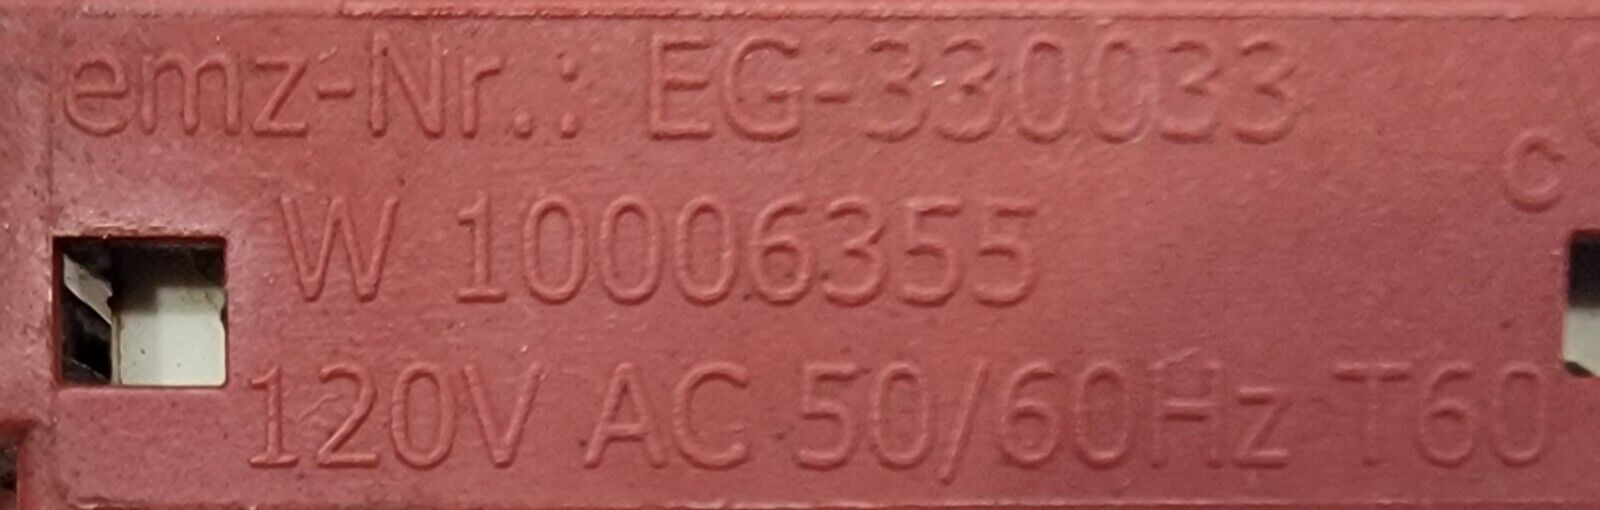 emz-Nr.: EG-330033
c
W 10006355
120V AC 50/60Hz T60